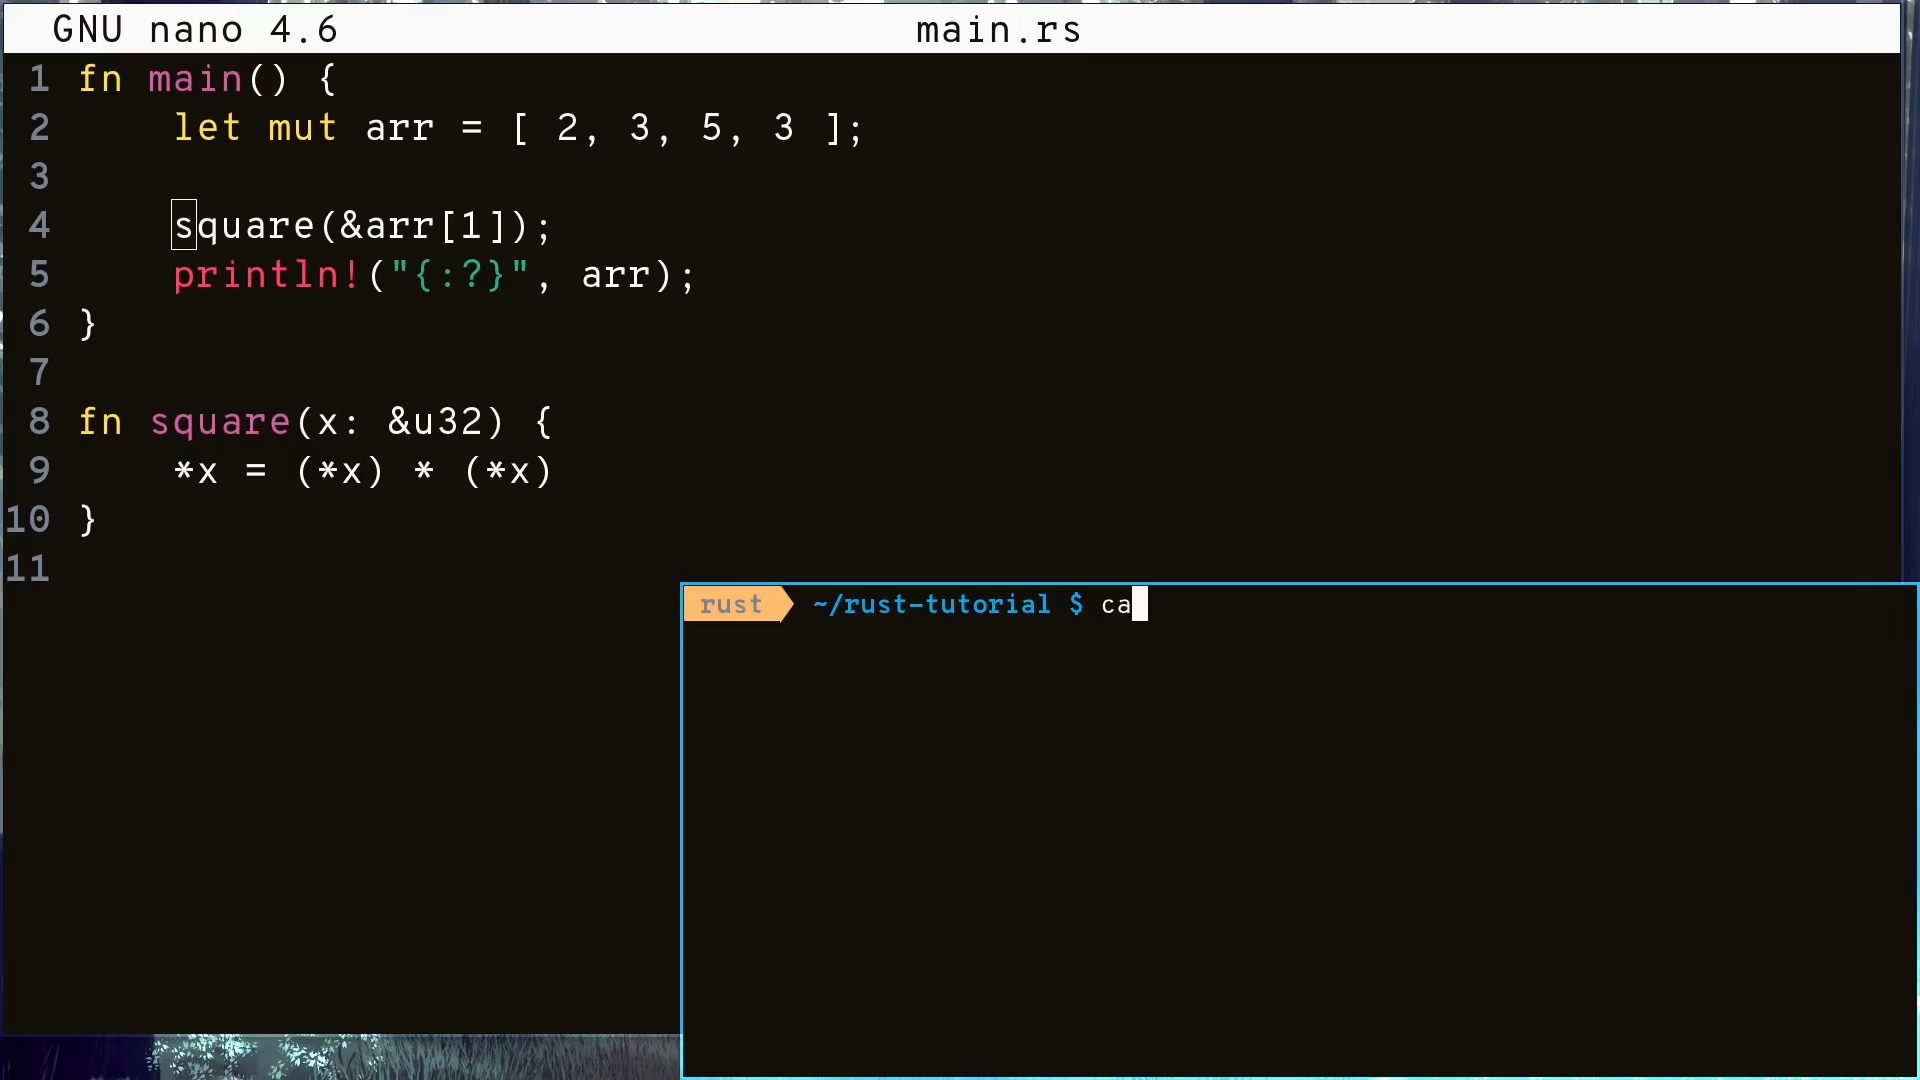 GNU nano 4.6 main.rs
1 fn main() {
2     let mut arr = [ 2, 3, 5, 3 ];
3
4     square(&arr[1]);
5     println!("{:?}", arr);
6 }
7
8 fn square(x: &u32) {
9     *x = (*x) * (*x)
10 }
11
rust ~/rust-tutorial $ ca